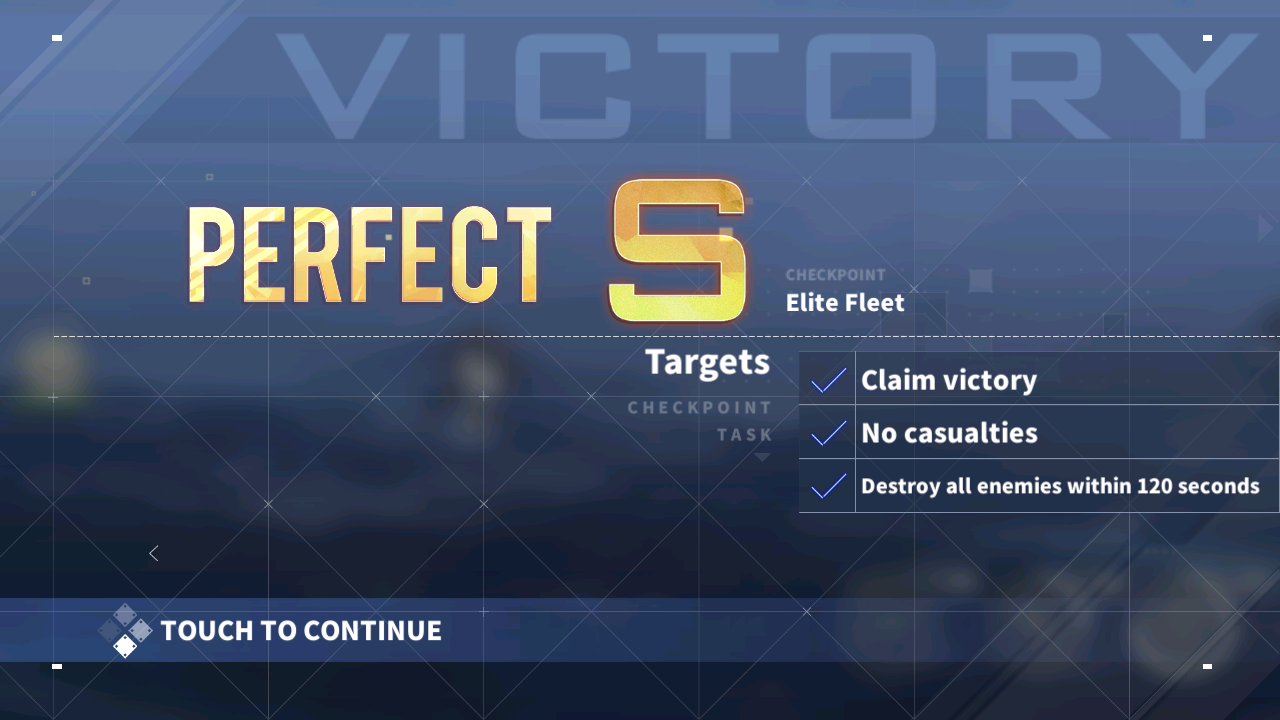 VICTORY
PERFECT S
CHECKPOINT
Elite Fleet
Targets
CHECKPOINT
TASK
Claim victory
No casualties
Destroy all enemies within 120 seconds
TOUCH TO CONTINUE